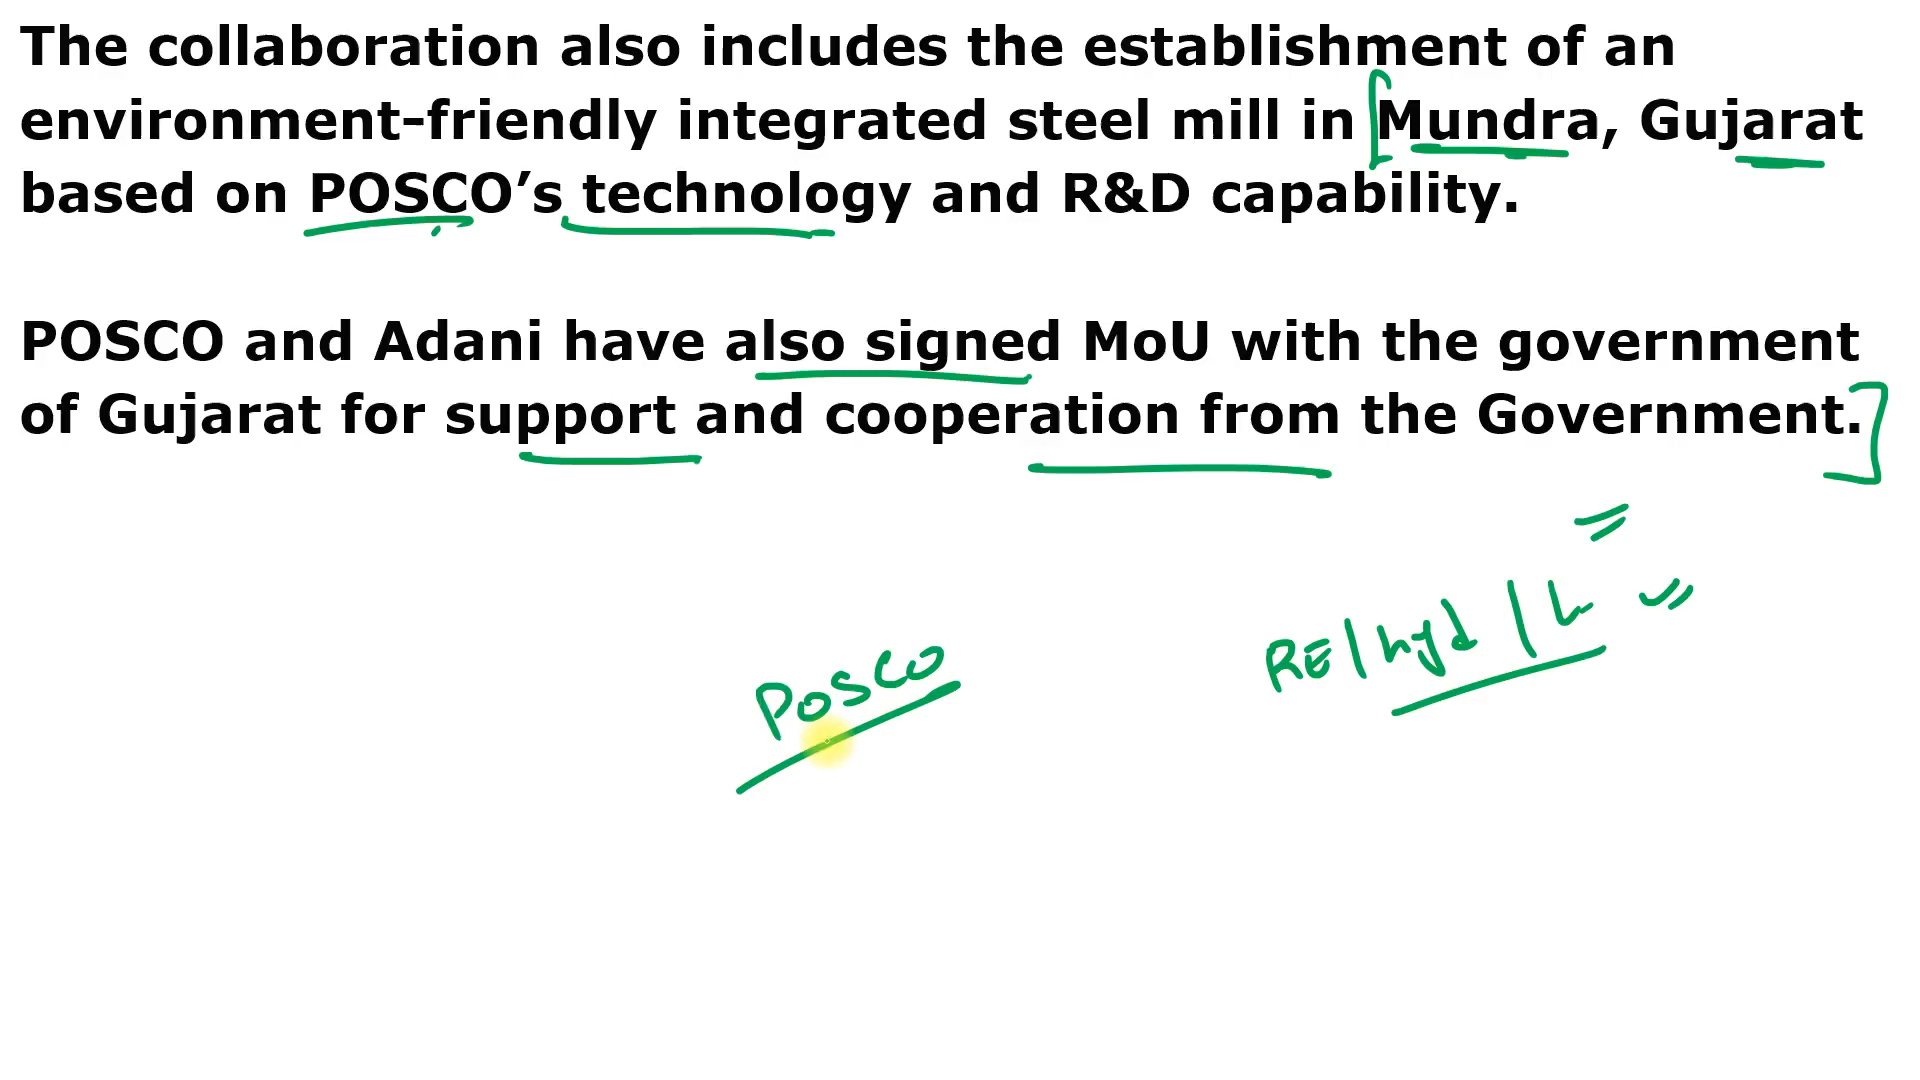 The collaboration also includes the establishment of an
environment-friendly integrated steel mill in Mundra, Gujarat
based on POSCO’s technology and R&D capability.
POSCO and Adani have also signed MoU with the government
of Gujarat for support and cooperation from the Government.
RE/hyd/
POSCO